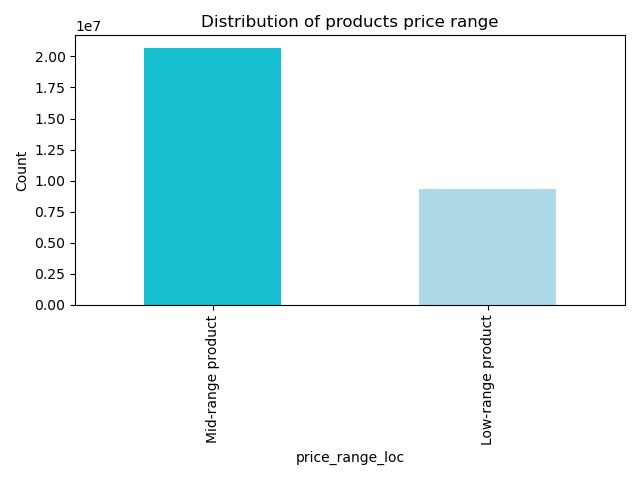 Distribution of products price range
1e7
2.00
1.75
1.50
1.25
1.00
0.75
0.50
0.25
0.00
Count
Mid-range product
Low-range product
price_range_loc